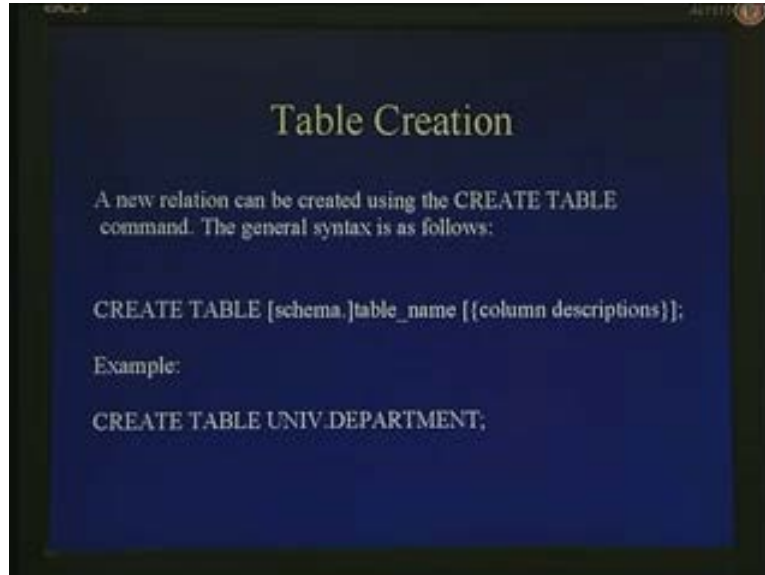 Table Creation
A new relation can be created using the CREATE TABLE
command. The general syntax is as follows:
CREATE TABLE [schema.]table_name [{column descriptions}];
Example:
CREATE TABLE UNIV.DEPARTMENT;